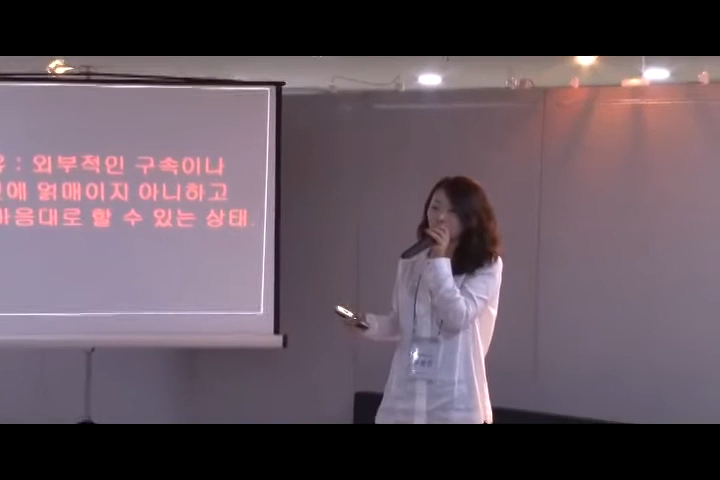 : 외부적인 구속이나
얽매이지 아니하고
마음대로 할 수 있는 상태.